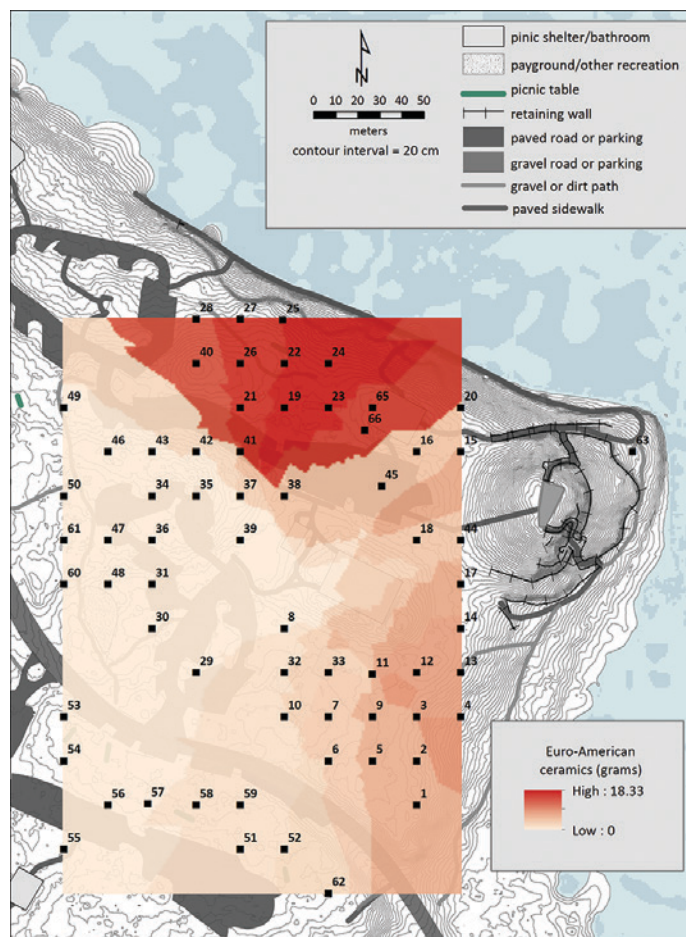 N
0 10 20 30 40 50
meters
contour interval = 20 cm
pinic shelter/bathroom
payground/other recreation
picnic table
retaining wall
paved road or parking
gravel road or parking
gravel or dirt path
paved sidewalk
28 27 25
40 26 22 24
49 21 19 23 65 20
66
46 43 42 41 16 15 63
45
50 34 35 37 38
61 47 36 39 18 44
60 48 31 17
30 8 14
29 32 33 11 12 13
53 10 7 9 3 4
54 6 5 2
56 57 58 59 1
55 51 52
62
Euro-American
ceramics (grams)
High : 18.33
Low : 0